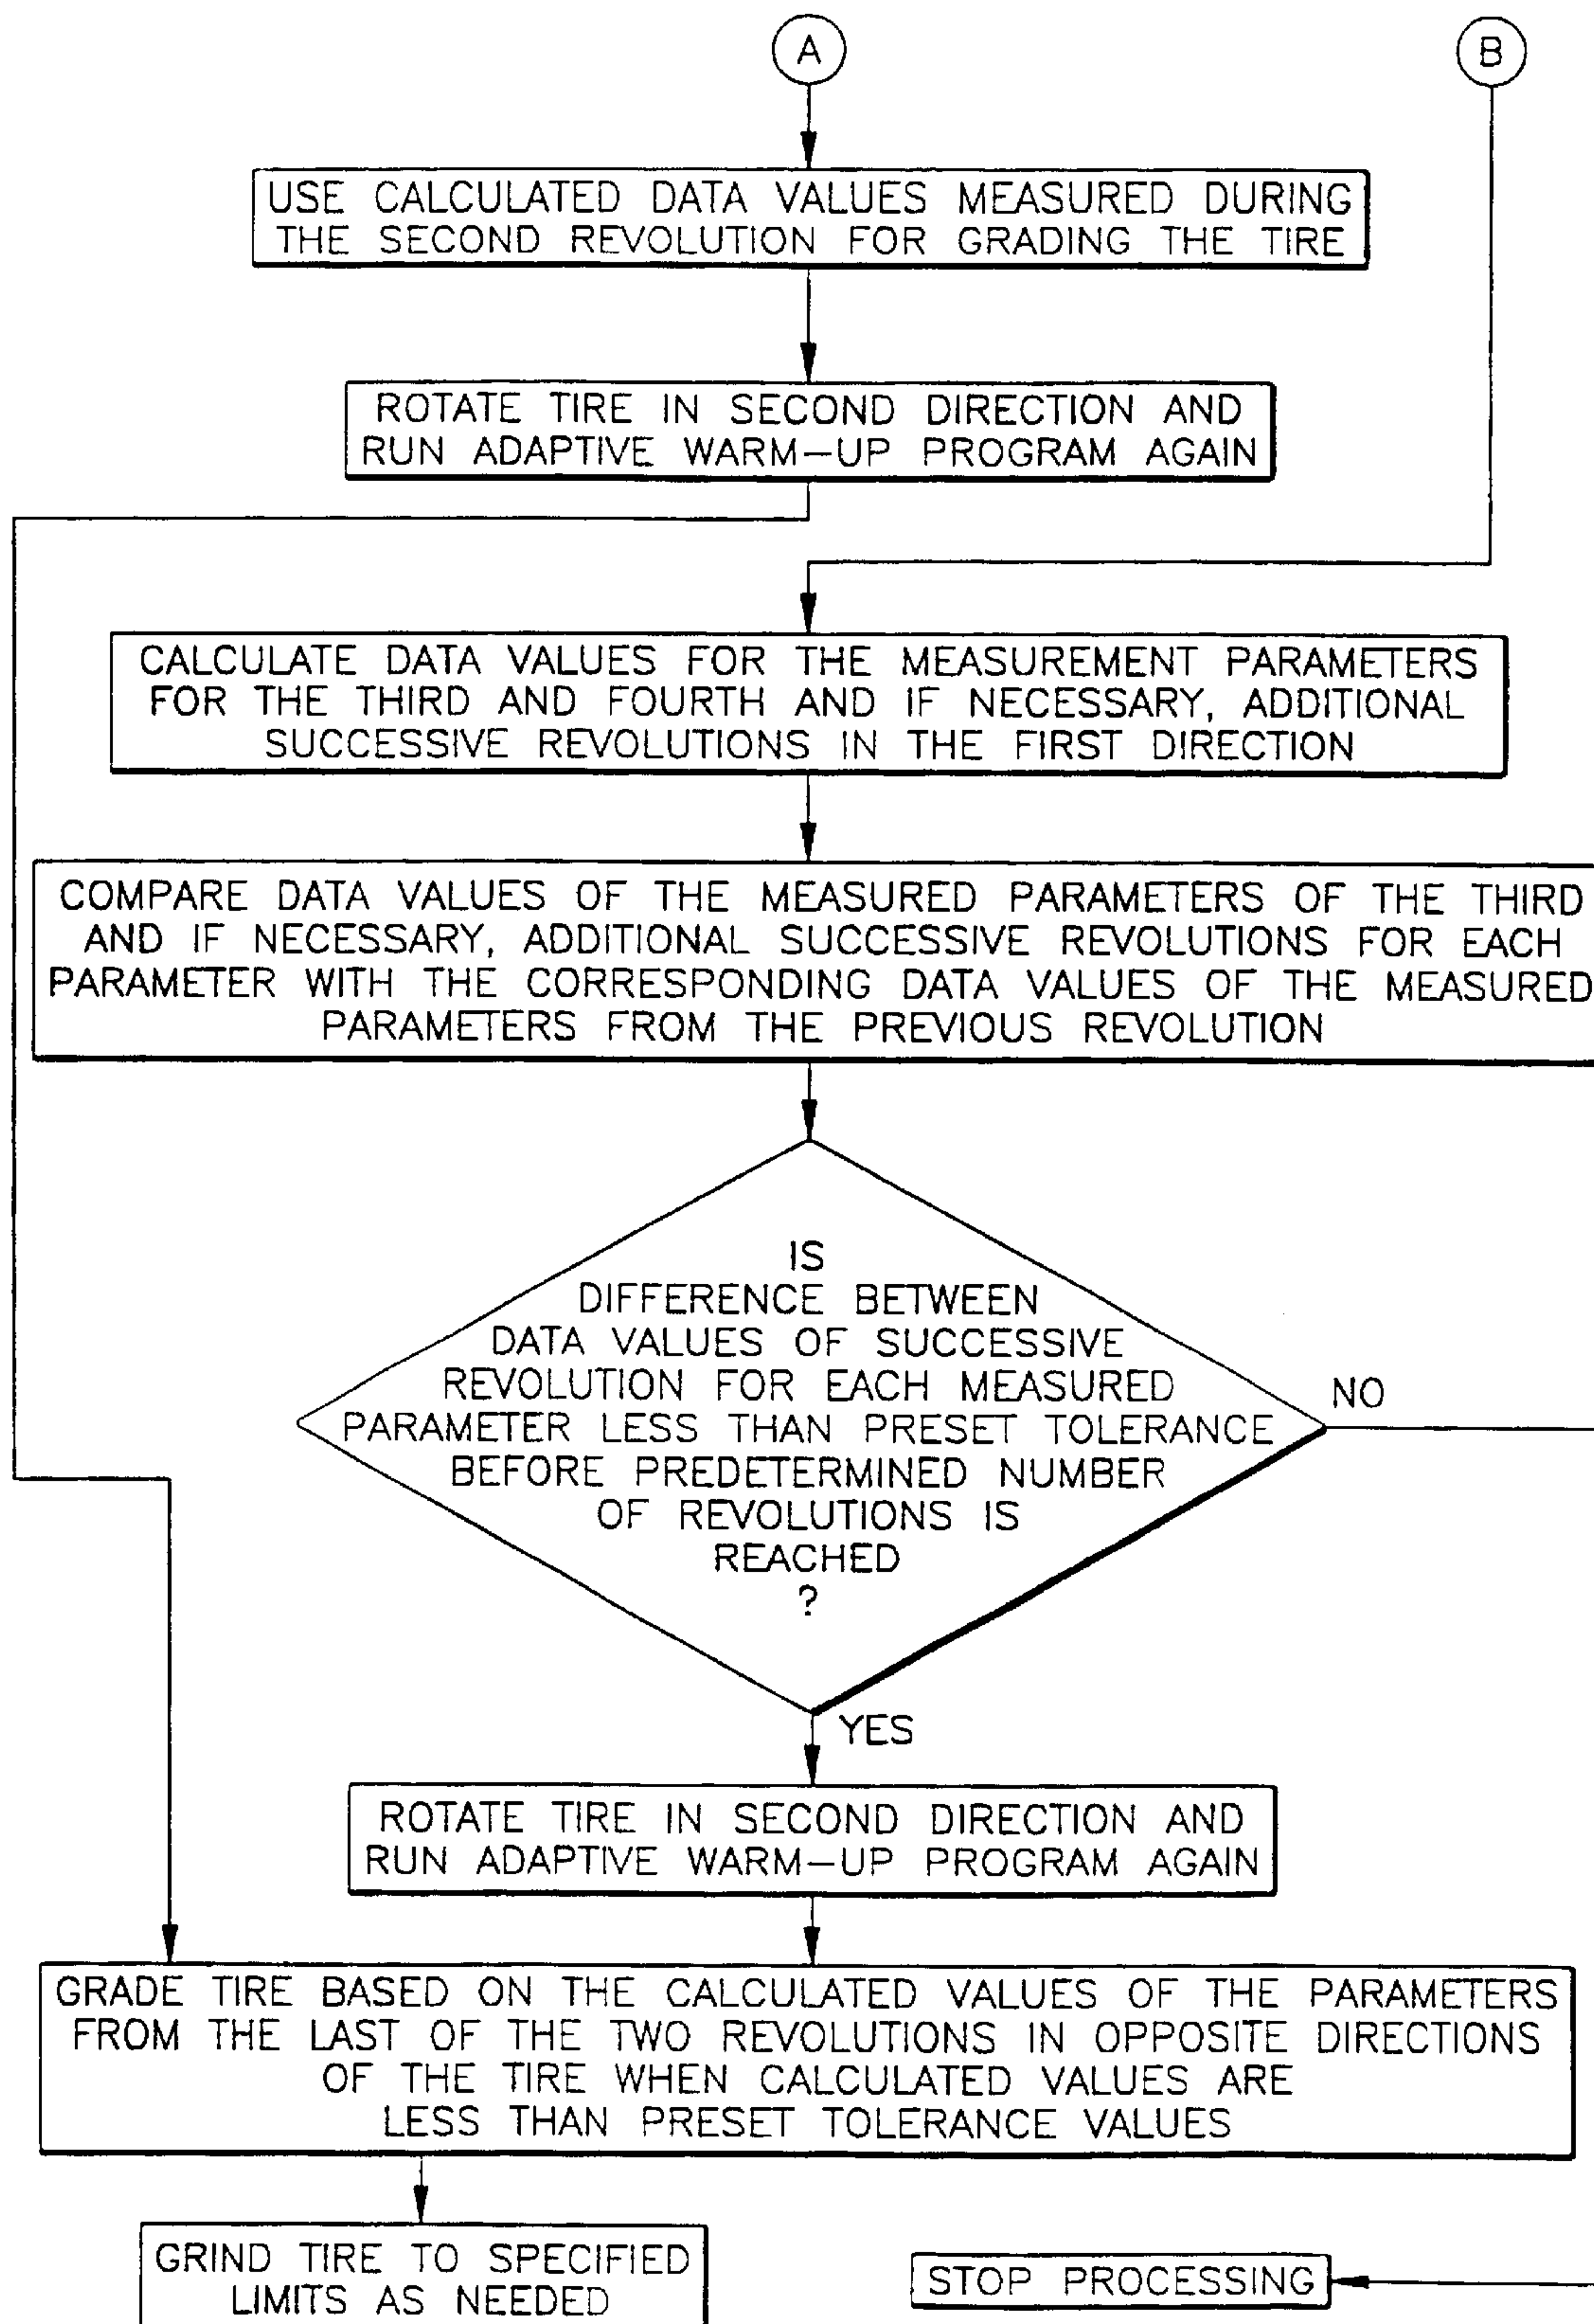 A
B
USE CALCULATED DATA VALUES MEASURED DURING
THE SECOND REVOLUTION FOR GRADING THE TIRE
ROTATE TIRE IN SECOND DIRECTION AND
RUN ADAPTIVE WARM-UP PROGRAM AGAIN
CALCULATE DATA VALUES FOR THE MEASUREMENT PARAMETERS
FOR THE THIRD AND FOURTH AND IF NECESSARY, ADDITIONAL
SUCCESSIVE REVOLUTIONS IN THE FIRST DIRECTION
COMPARE DATA VALUES OF THE MEASURED PARAMETERS OF THE THIRD
AND IF NECESSARY, ADDITIONAL SUCCESSIVE REVOLUTIONS FOR EACH
PARAMETER WITH THE CORRESPONDING DATA VALUES OF THE MEASURED
PARAMETERS FROM THE PREVIOUS REVOLUTION
IS
DIFFERENCE BETWEEN
DATA VALUES OF SUCCESSIVE
REVOLUTION FOR EACH MEASURED
PARAMETER LESS THAN PRESET TOLERANCE
BEFORE PREDETERMINED NUMBER
OF REVOLUTIONS IS
REACHED
?
NO
YES
ROTATE TIRE IN SECOND DIRECTION AND
RUN ADAPTIVE WARM-UP PROGRAM AGAIN
GRADE TIRE BASED ON THE CALCULATED VALUES OF THE PARAMETERS
FROM THE LAST OF THE TWO REVOLUTIONS IN OPPOSITE DIRECTIONS
OF THE TIRE WHEN CALCULATED VALUES ARE
LESS THAN PRESET TOLERANCE VALUES
GRIND TIRE TO SPECIFIED
LIMITS AS NEEDED
STOP PROCESSING